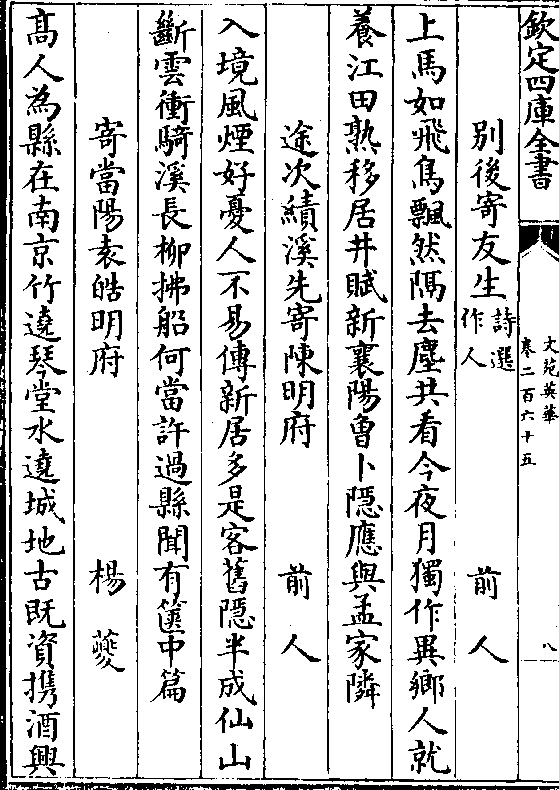 欽定四庫全書
文苑英華
卷二百六十五
八
別後寄友生詩選作人 前人
上馬如飛鳥飄然隔去塵共看今夜月獨作異鄉人就
養江田熟移居井賦新襄陽曾卜隱應與孟家隣
途次績溪先寄陳明府 前人
入境風煙好憂人不易傳新居多是客舊隱半成仙山
斷雲衝騎溪長柳拂船何當許過縣聞有篋中篇
寄當陽袁皓明府 楊夔
髙人為縣在南京竹遶琴堂水遶城地古既資攜酒興